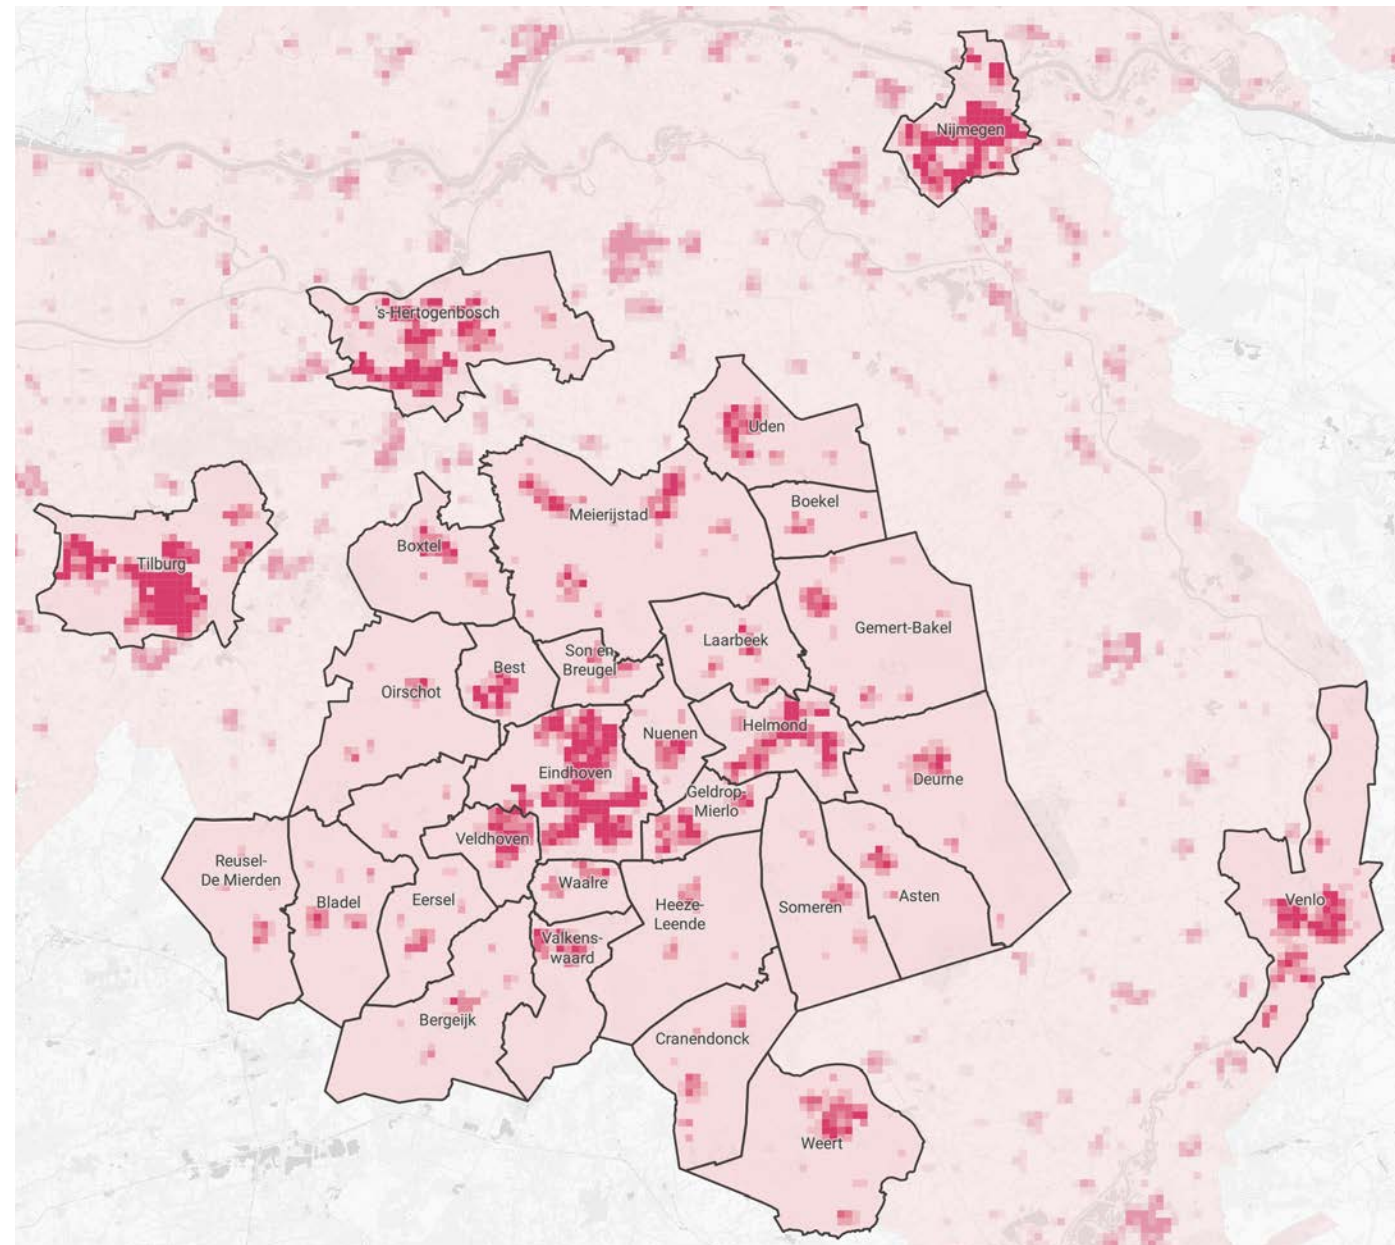 Nijmegen
's-Hertogenbosch
Uden
Boekel
Meierijstad
Boxtel
Tilburg
Gemert-Bakel
Laarbeek
Son en
Breugel
Best
Oirschot
Nuenen
Helmond
Eindhoven
Deurne
Geldrop-
Mierlo
Veldhoven
Reusel-
De Mierden
Waalre
Bladel
Eersel
Heeze-
Leende
Someren
Asten
Venlo
Valkens-
waard
Bergeijk
Cranendonck
Weert